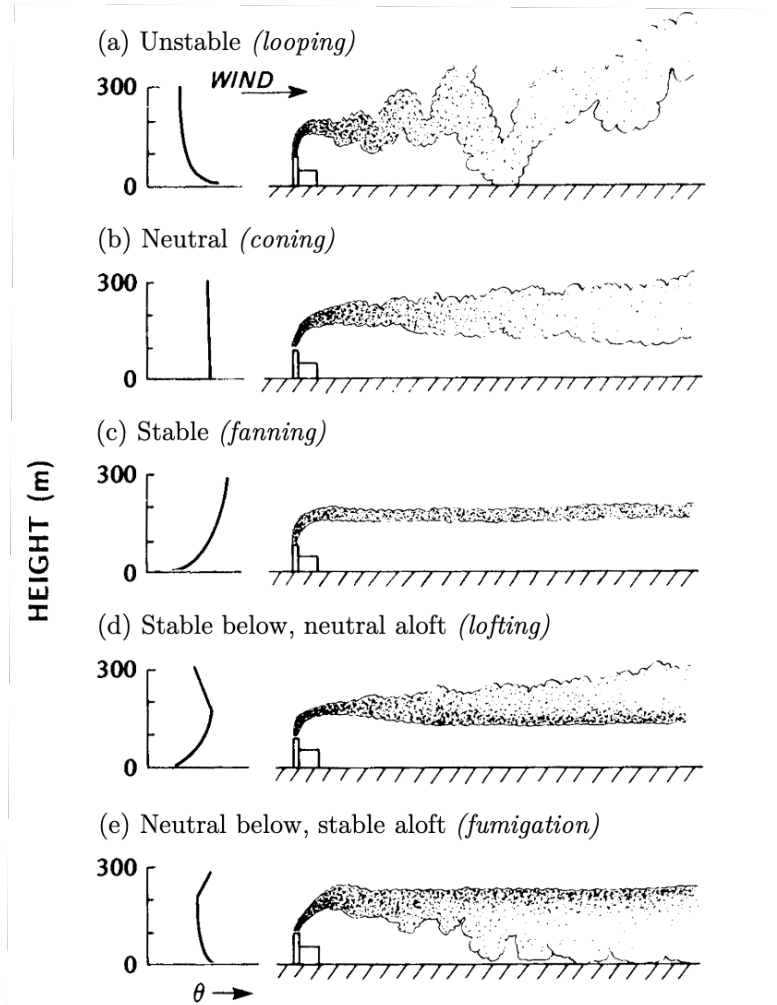 (a) Unstable (looping)
300
WIND
0
(b) Neutral (coning)
300
0
(c) Stable (fanning)
300
0
HEIGHT (m)
(d) Stable below, neutral aloft (lofting)
300
0
(e) Neutral below, stable aloft (fumigation)
300
0
θ